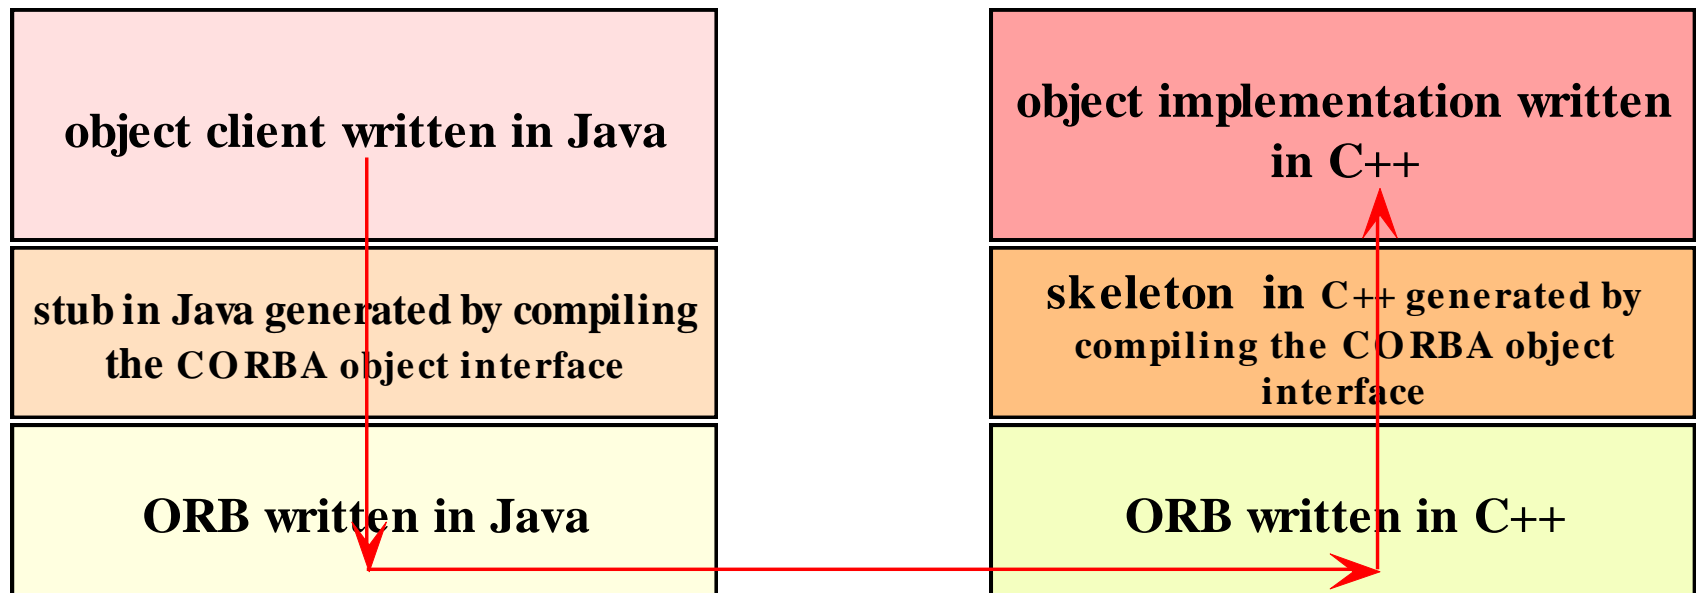 object client written in Java
stub in Java generated by compiling
the CORBA object interface
ORB written in Java
object implementation written
in C++
skeleton in C++ generated by
compiling the CORBA object
interface
ORB written in C++